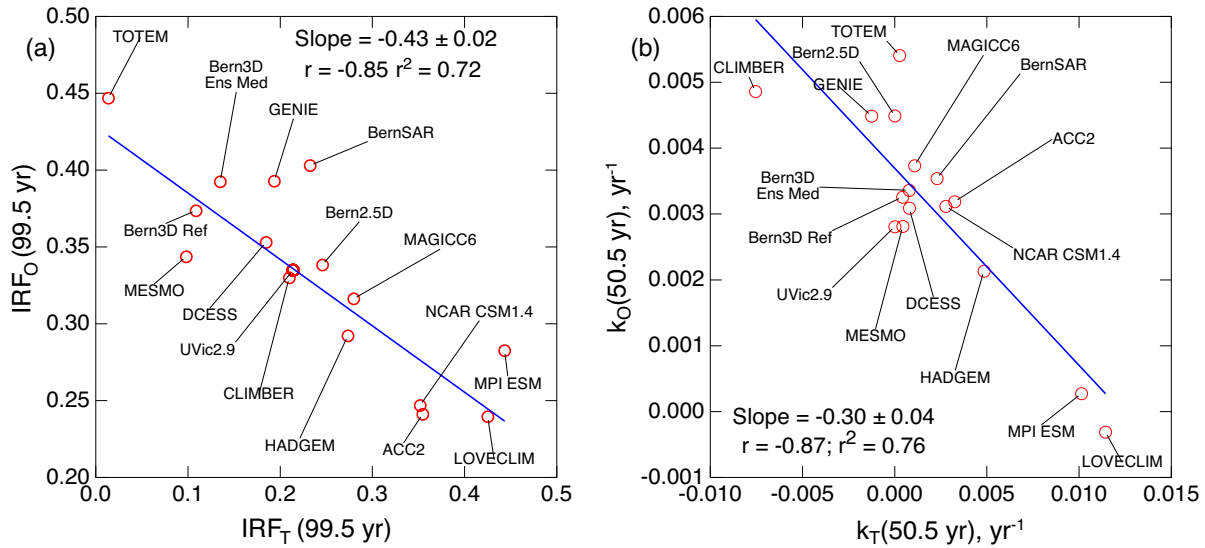 (a)
Slope = -0.43 ± 0.02
r = -0.85 r² = 0.72
TOTEM
Bern3D
Ens Med
GENIE
BernSAR
Bern3D Ref
Bern2.5D
MAGICC6
MESMO
DCESS
UVic2.9
NCAR CSM1.4
MPI ESM
CLIMBER
HADGEM
ACC2
LOVECLIM
0.50
0.45
0.40
0.35
0.30
0.25
0.20
0.0 0.1 0.2 0.3 0.4 0.5
IRF_O (99.5 yr)
IRF_T (99.5 yr)
(b)
TOTEM
Bern2.5D
MAGICC6
CLIMBER
GENIE
BernSAR
ACC2
Bern3D
Ens Med
Bern3D Ref
NCAR CSM1.4
UVic2.9
DCESS
MESMO
HADGEM
MPI ESM
LOVECLIM
Slope = -0.30 ± 0.04
r = -0.87; r² = 0.76
0.006
0.005
0.004
0.003
0.002
0.001
0.000
-0.001
-0.010 -0.005 0.000 0.005 0.010 0.015
k_O(50.5 yr), yr⁻¹
k_T(50.5 yr), yr⁻¹